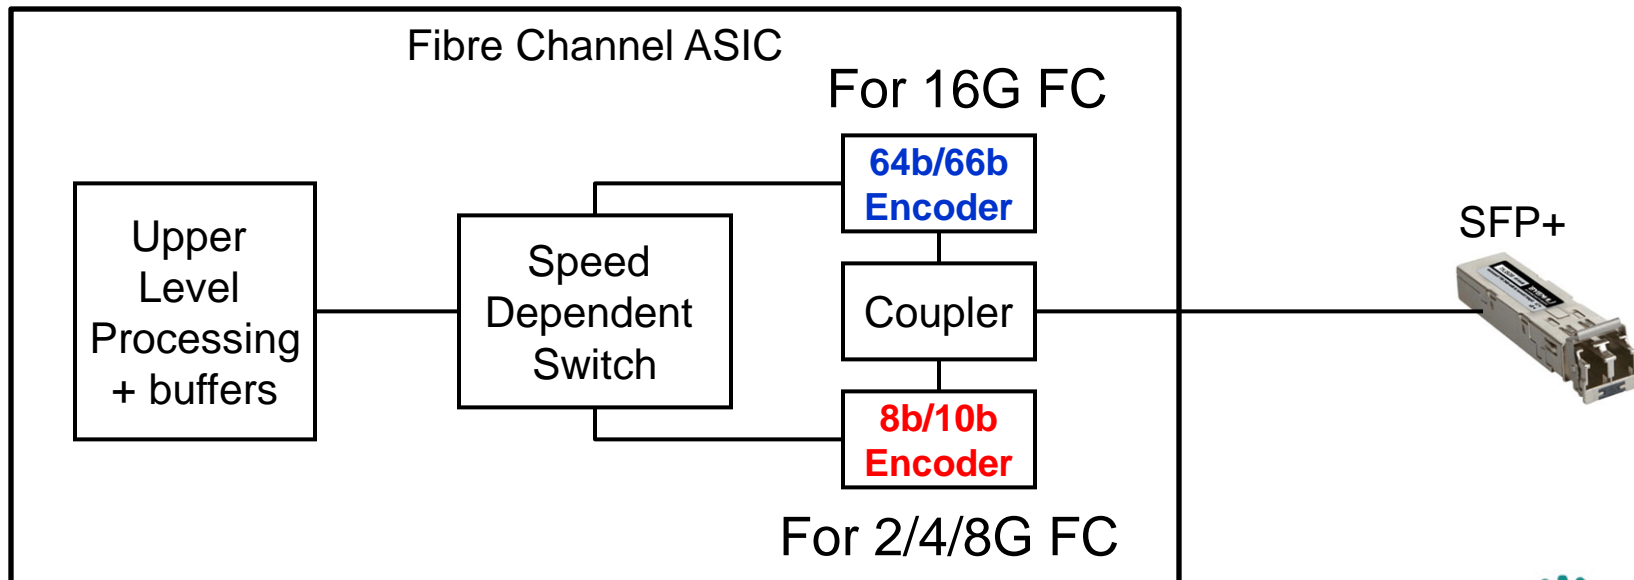 Fibre Channel ASIC
For 16G FC
64b/66b
Encoder
Upper
Level
Processing
+ buffers
Speed
Dependent
Switch
Coupler
SFP+
8b/10b
Encoder
For 2/4/8G FC